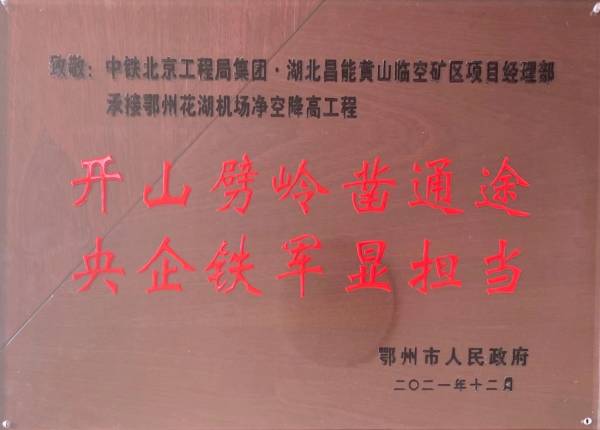 致敬：中铁北京工程局集团·湖北昌能黄山临空矿区项目经理部
承接鄂州花湖机场净空降高工程
开山劈岭凿通途
央企铁军显担当
鄂州市人民政府
二〇二一年十二月